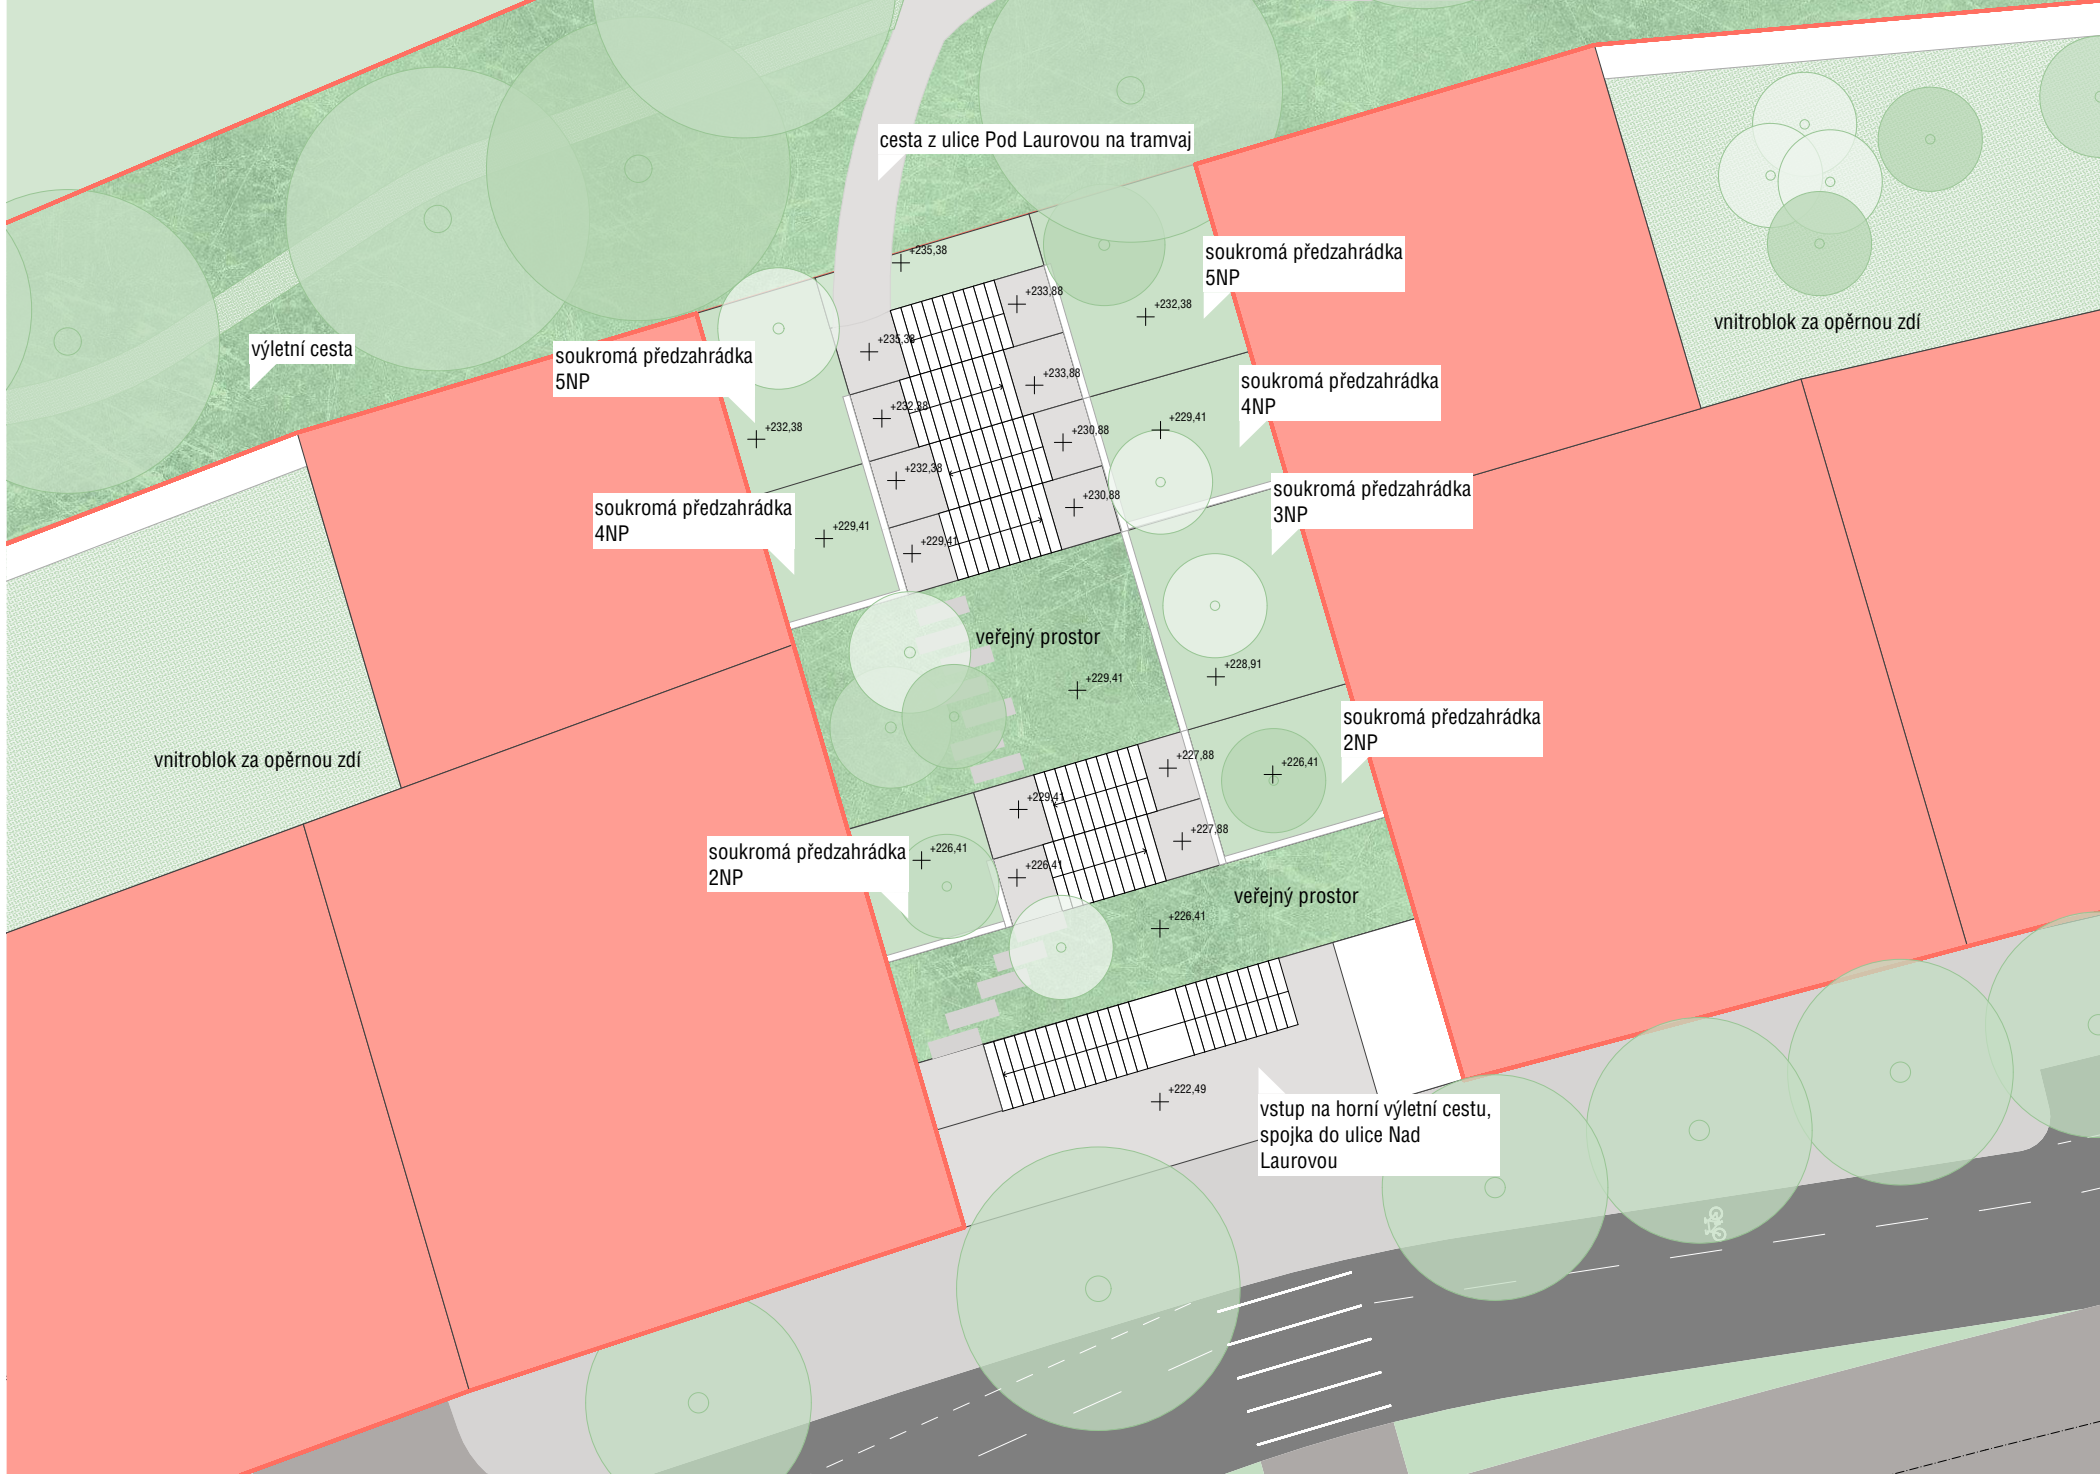 cesta z ulice Pod Laurovou na tramvaj
+235,38
soukromá předzahrádka
5NP
+233,88
+232,38
vnitroblok za opěrnou zdí
výletní cesta
soukromá předzahrádka
5NP
+235,38
+233,88
soukromá předzahrádka
4NP
+232,38
+229,41
+232,38
+230,88
+232,38
soukromá předzahrádka
3NP
+230,88
soukromá předzahrádka
4NP
+229,41
+229,41
veřejný prostor
+229,41
+228,91
soukromá předzahrádka
2NP
vnitroblok za opěrnou zdí
+227,88
+226,41
+229,41
+227,88
soukromá předzahrádka
2NP
+226,41
+226,41
veřejný prostor
+226,41
+222,49
vstup na horní výletní cestu,
spojka do ulice Nad
Laurovou